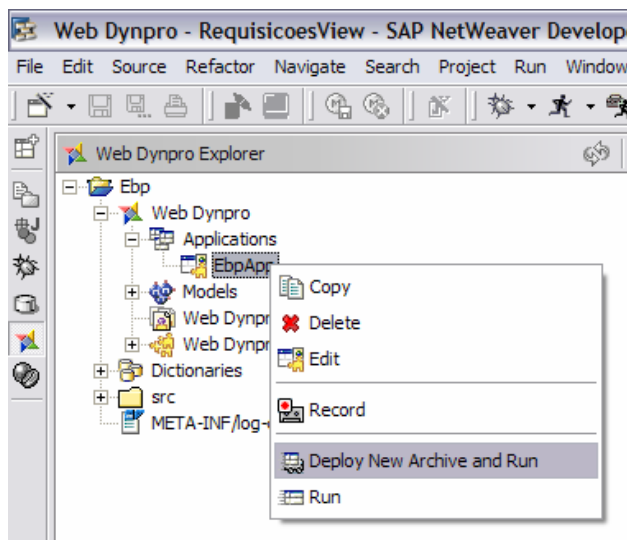 Web Dynpro - RequisicoesView - SAP NetWeaver Develop
File Edit Source Refactor Navigate Search Project Run Window
Web Dynpro Explorer
Ebp
Web Dynpro
Applications
EbpApp
Copy
Models
Web Dynpr
Delete
Web Dynpr
Edit
Dictionaries
src
Record
META-INF/log-
Deploy New Archive and Run
Run